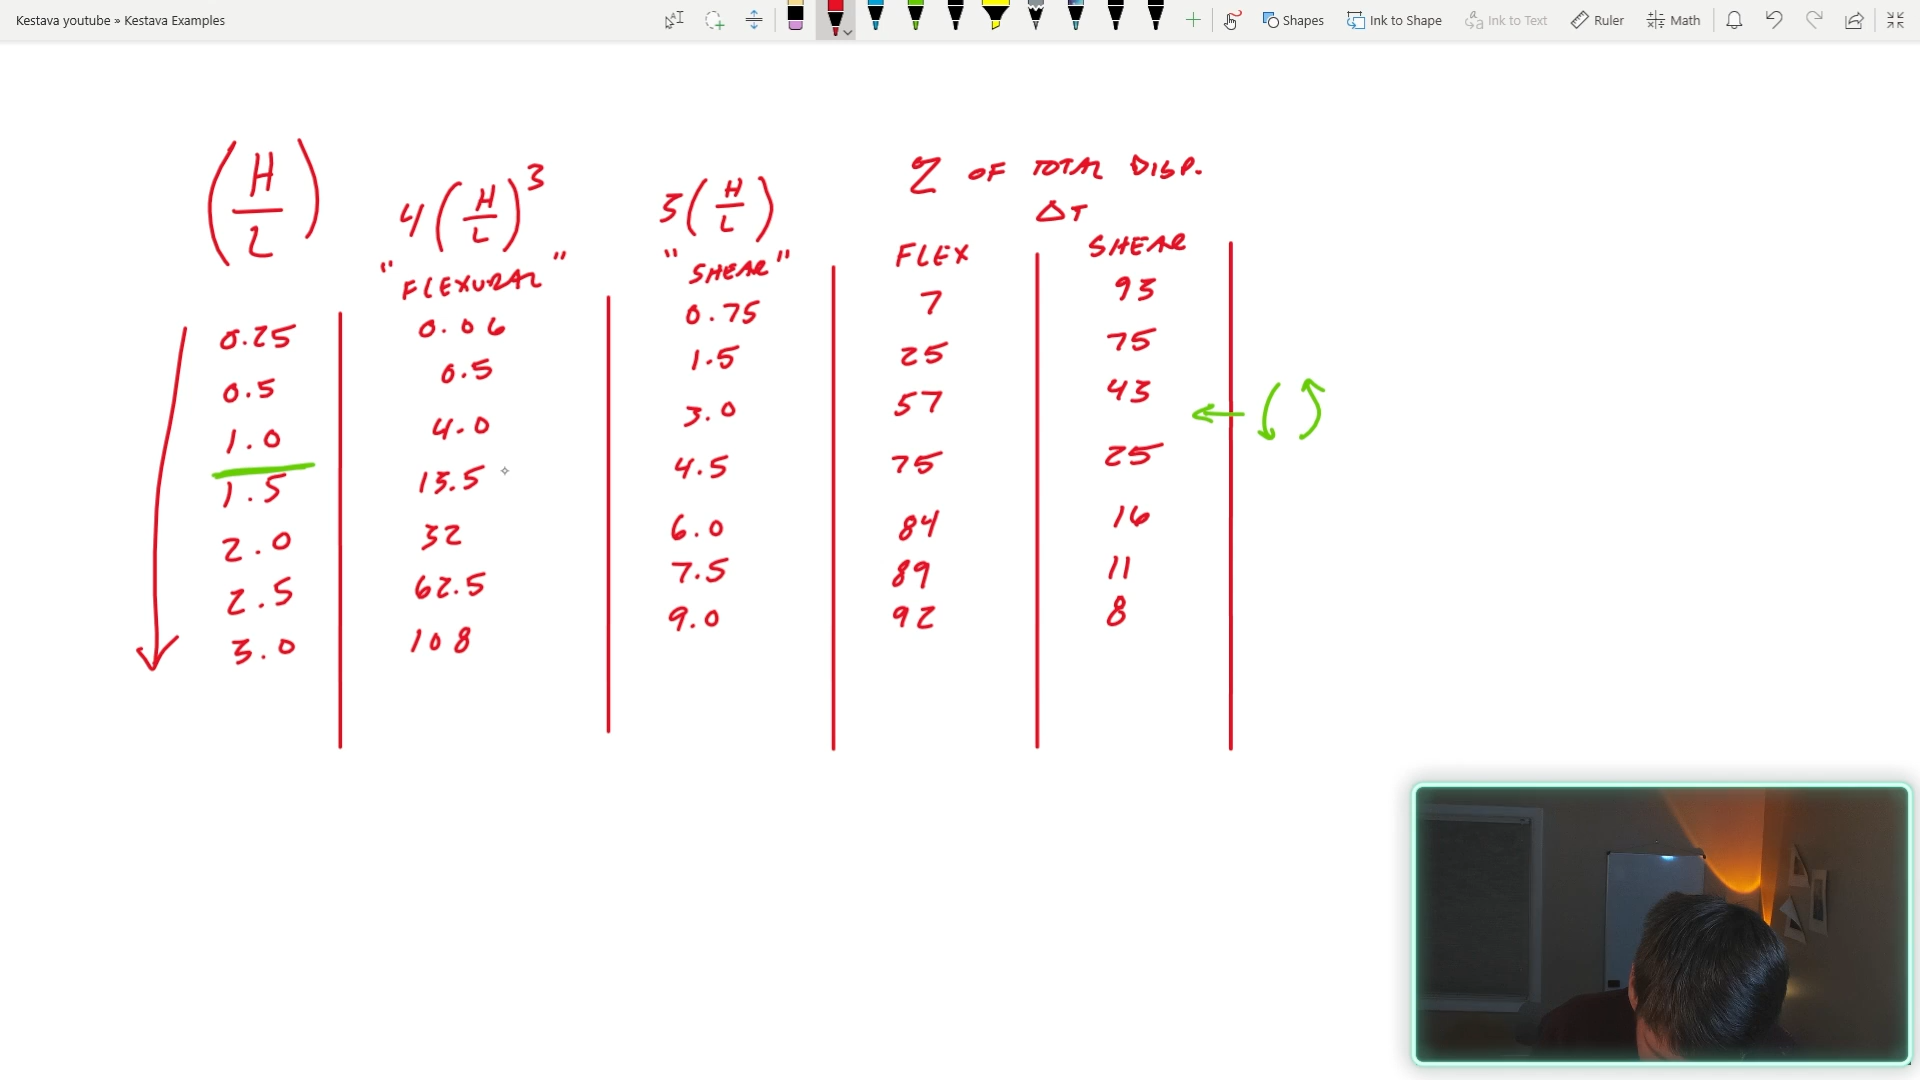 Kestava youtube » Kestava Examples
Shapes Ink to Shape Ink to Text Ruler Math
(H/L) 4(H/L)³ 3(H/L) % OF TOTAL DISP.
ΔT
"FLEXURAL" "SHEAR" FLEX SHEAR
0.25 0.06 0.75 7 93
0.5 0.5 1.5 25 75
1.0 4.0 3.0 57 43
1.5 13.5 4.5 75 25
2.0 32 6.0 84 16
2.5 62.5 7.5 89 11
3.0 108 9.0 92 8